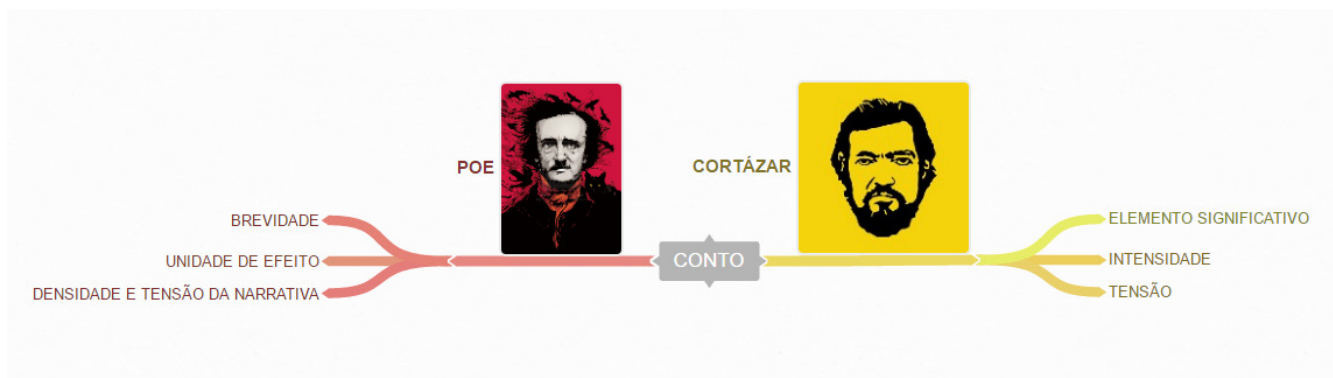 POE
BREVIDADE
UNIDADE DE EFEITO
DENSIDADE E TENSÃO DA NARRATIVA
CONTO
CORTÁZAR
ELEMENTO SIGNIFICATIVO
INTENSIDADE
TENSÃO